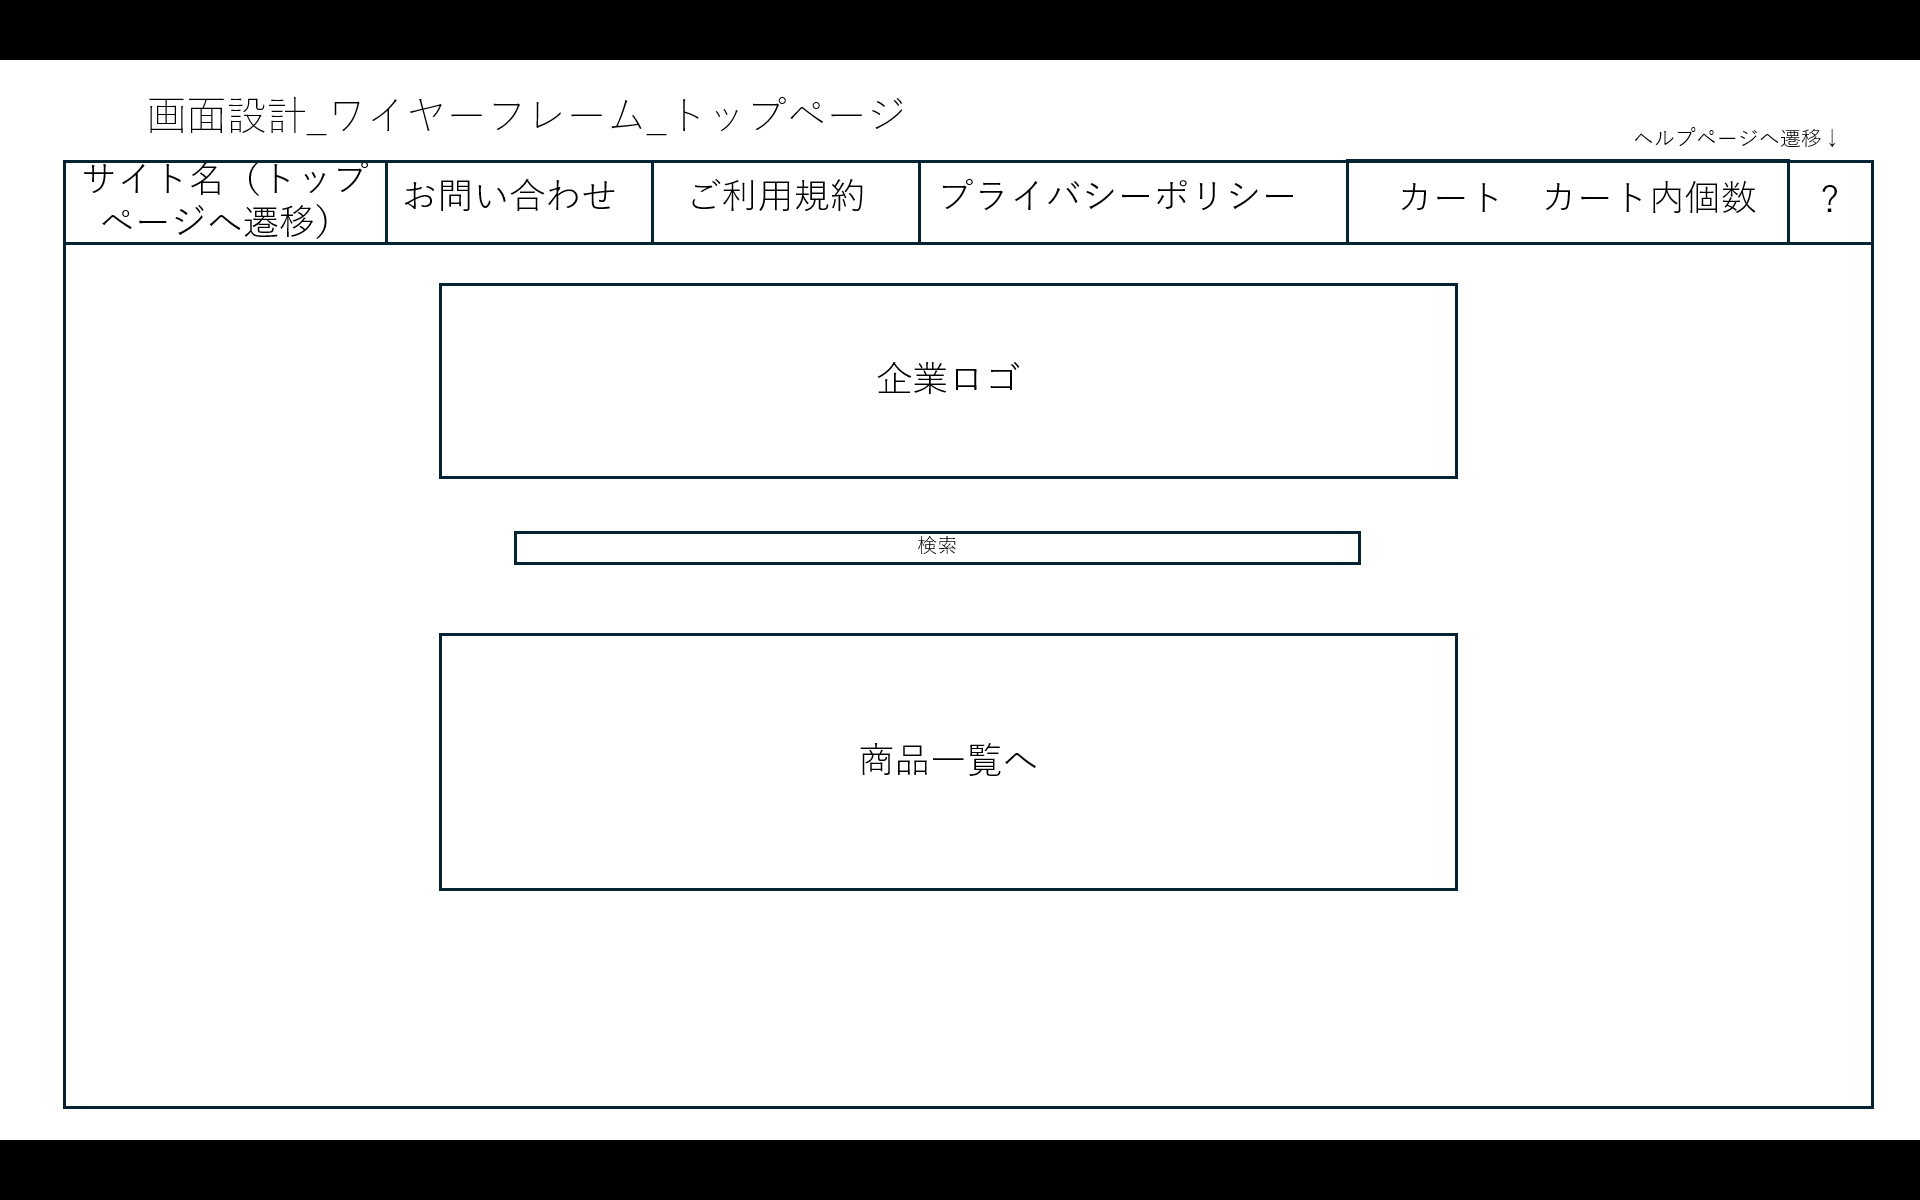 画面設計_ワイヤーフレーム_トップページ
ヘルプページへ遷移↓
サイト名（トップ
ページへ遷移）
お問い合わせ
ご利用規約
プライバシーポリシー
カート　カート内個数
？
企業ロゴ
検索
商品一覧へ